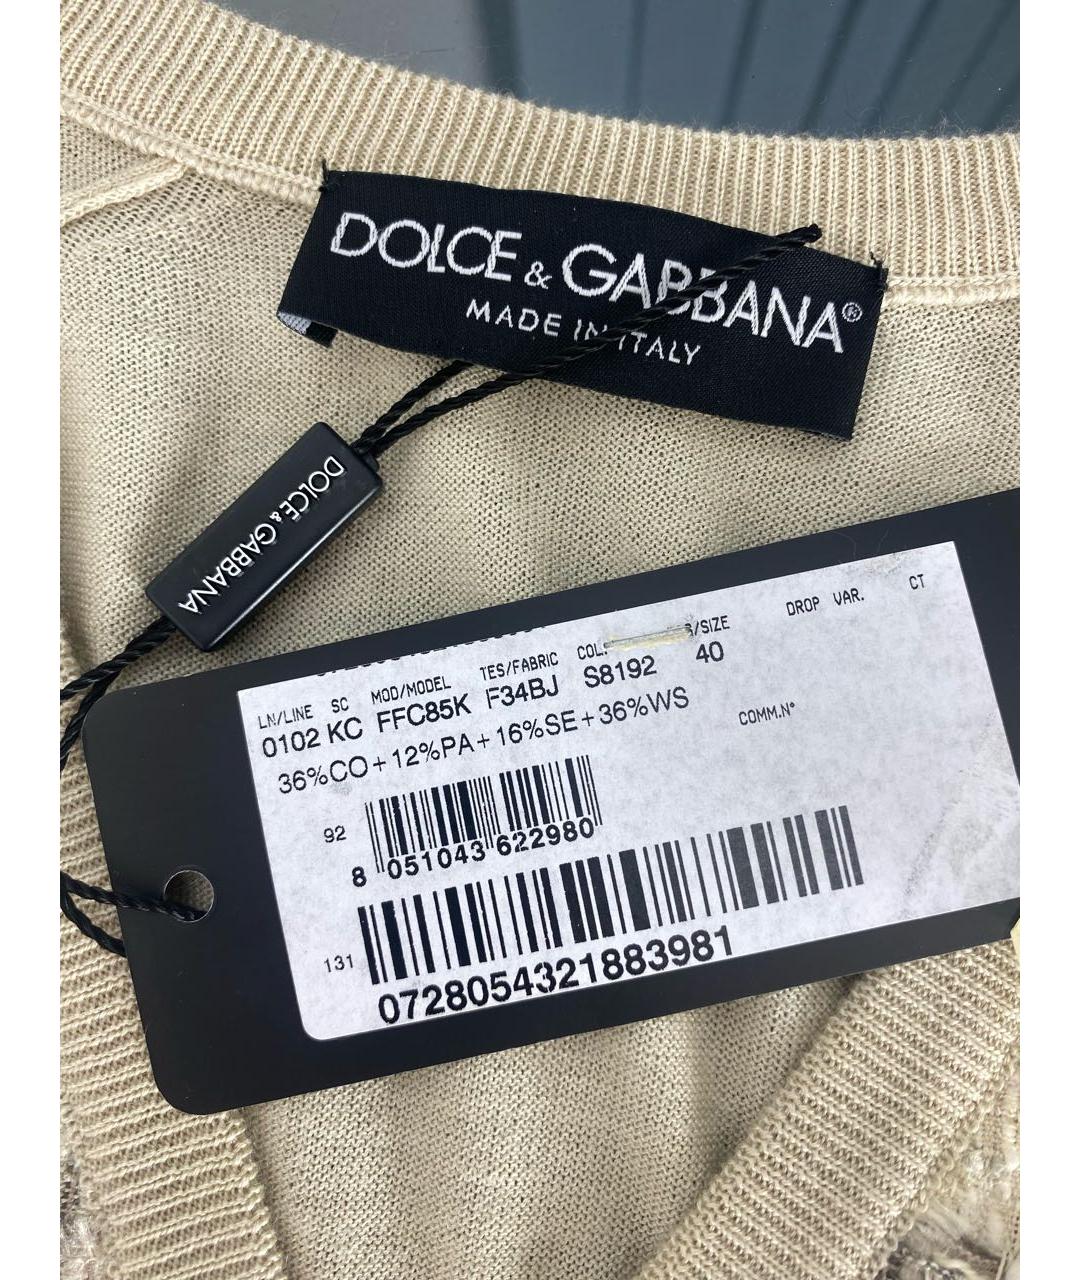 DOLCE & GABBANA®
MADE IN ITALY
DOLCE & GABBANA
LN/LINE SC MOD/MODEL TES/FABRIC COL. /SIZE DROP VAR. CT
0102 KC FFC85K F34BJ S8192 40
36%CO+12%PA+16%SE+36%WS COMM.N°
92
8 051043 622980
131
0728054321883981